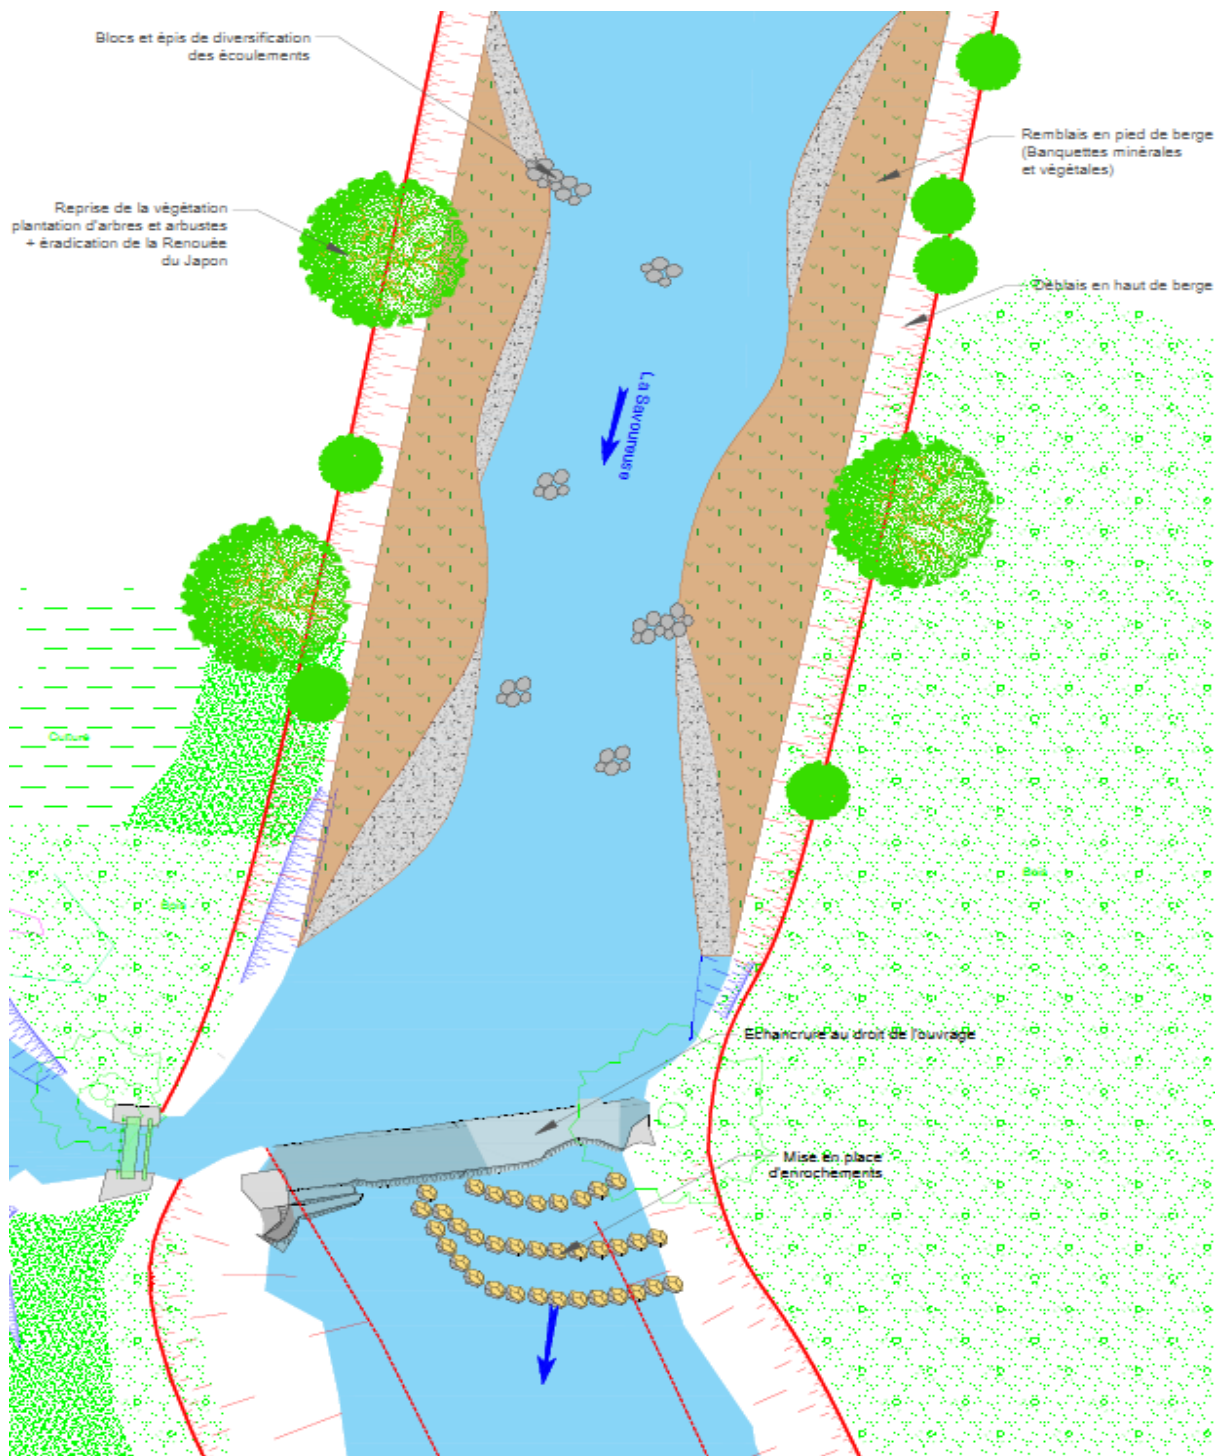 Blocs et épis de diversification
des écoulements
Remblais en pied de berge
(Banquettes minérales
et végétales)
Reprise de la végétation
plantation d'arbres et arbustes
+ éradication de la Renouée
du Japon
Déblais en haut de berge
La Savoureuse
Culture
Bois
Bois
Echancrure au droit de l'ouvrage
Mise en place
d'enrochements